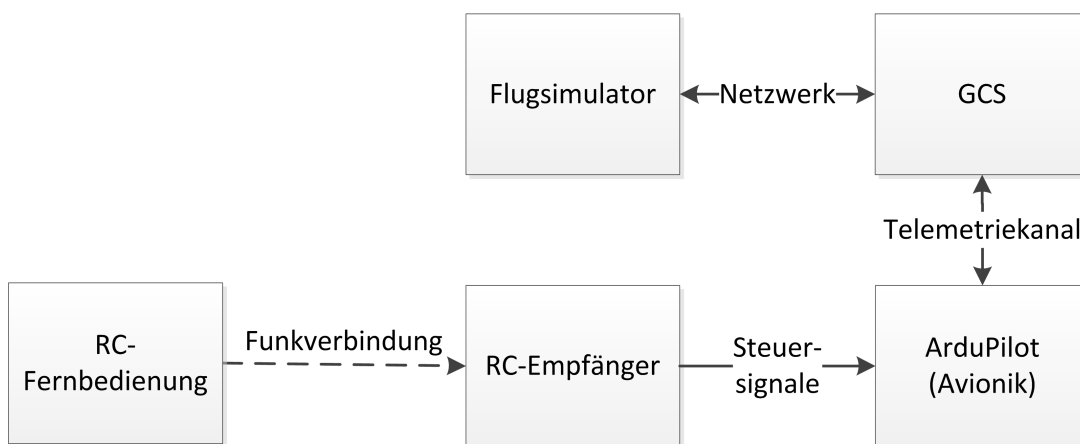 Flugsimulator
Netzwerk
GCS
Telemetriekanal
RC-
Fernbedienung
Funkverbindung
RC-Empfänger
Steuer-
signale
ArduPilot
(Avionik)